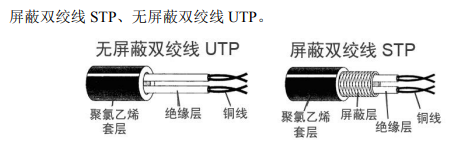 屏蔽双绞线 STP、无屏蔽双绞线 UTP。
无屏蔽双绞线 UTP
屏蔽双绞线 STP
聚氯乙烯
套层
绝缘层
铜线
聚氯乙烯
套层
屏蔽层
绝缘层
铜线